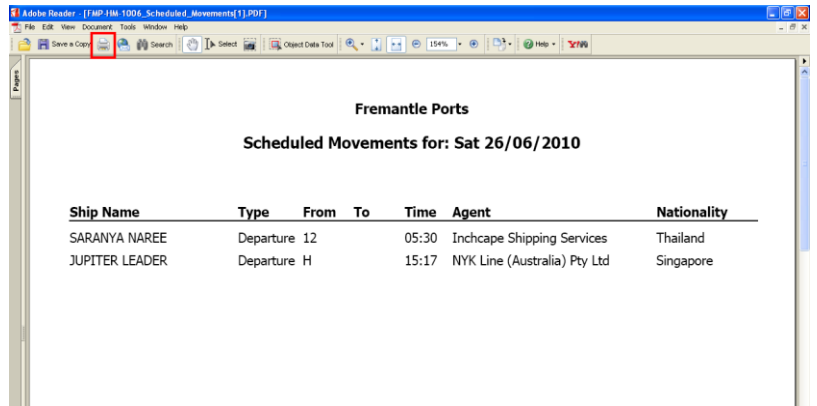 Adobe Reader - [FMP-HM-1006_Scheduled_Movements[1].PDF]
File Edit View Document Tools Window Help
Save a Copy Search Select Object Data Tool 154% Help Y!
Pages
Fremantle Ports
Scheduled Movements for: Sat 26/06/2010
Ship Name Type From To Time Agent Nationality
SARANYA NAREE Departure 12 05:30 Inchcape Shipping Services Thailand
JUPITER LEADER Departure H 15:17 NYK Line (Australia) Pty Ltd Singapore